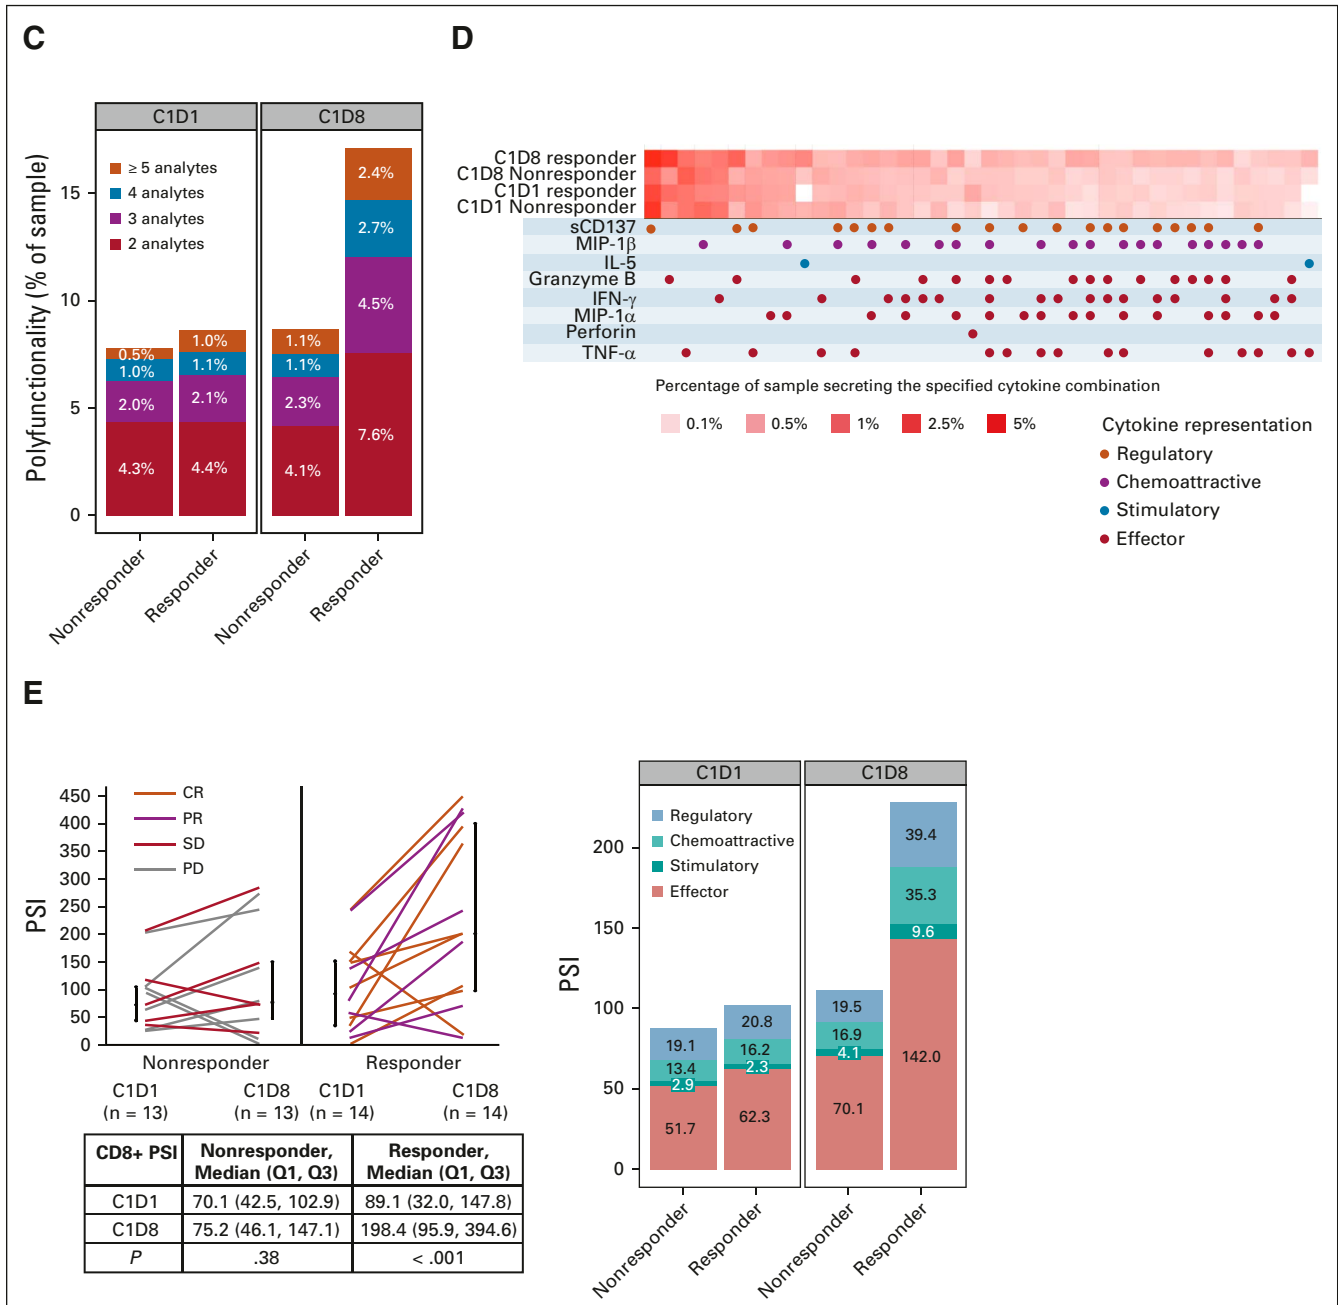 C
C1D1
C1D8
Polyfunctionality (% of sample)
15
10
5
0
≥ 5 analytes
4 analytes
3 analytes
2 analytes
0.5%
1.0%
2.0%
4.3%
1.0%
1.1%
2.1%
4.4%
1.1%
1.1%
2.3%
4.1%
2.4%
2.7%
4.5%
7.6%
Nonresponder
Responder
Nonresponder
Responder
D
C1D8 responder
C1D8 Nonresponder
C1D1 responder
C1D1 Nonresponder
sCD137
MIP-1β
IL-5
Granzyme B
IFN-γ
MIP-1α
Perforin
TNF-α
Percentage of sample secreting the specified cytokine combination
0.1% 0.5% 1% 2.5% 5%
Cytokine representation
Regulatory
Chemoattractive
Stimulatory
Effector
E
PSI
450
400
350
300
250
200
150
100
50
0
CR
PR
SD
PD
Nonresponder Responder
C1D1 C1D8 C1D1 C1D8
(n = 13) (n = 13) (n = 14) (n = 14)
CD8+ PSI Nonresponder, Responder,
Median (Q1, Q3) Median (Q1, Q3)
C1D1 70.1 (42.5, 102.9) 89.1 (32.0, 147.8)
C1D8 75.2 (46.1, 147.1) 198.4 (95.9, 394.6)
P .38 < .001
C1D1
C1D8
PSI
200
150
100
50
0
Regulatory
Chemoattractive
Stimulatory
Effector
19.1
13.4
2.9
51.7
20.8
16.2
2.3
62.3
19.5
16.9
4.1
70.1
39.4
35.3
9.6
142.0
Nonresponder
Responder
Nonresponder
Responder